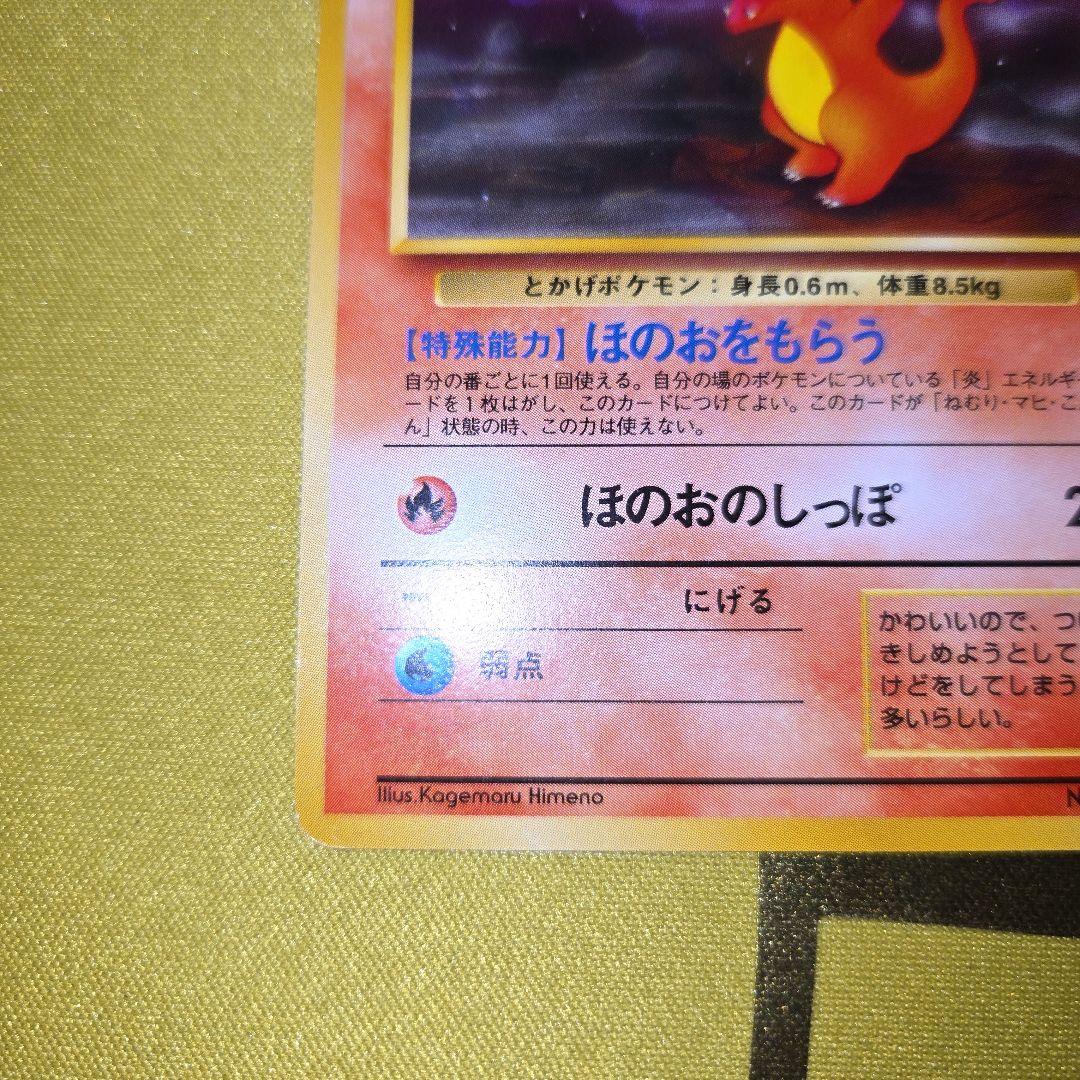 とかげポケモン：身長0.6m、体重8.5kg
【特殊能力】ほのおをもらう
自分の番ごとに1回使える。自分の場のポケモンについている「炎」エネルギー
ードを1枚はがし、このカードにつけてよい。このカードが「ねむり・マヒ・こ
ん」状態の時、この力は使えない。
ほのおのしっぽ 2
にげる
弱点
かわいいので、つ
きしめようとして
けどをしてしまう
多いらしい。
Illus.Kagemaru Himeno
N